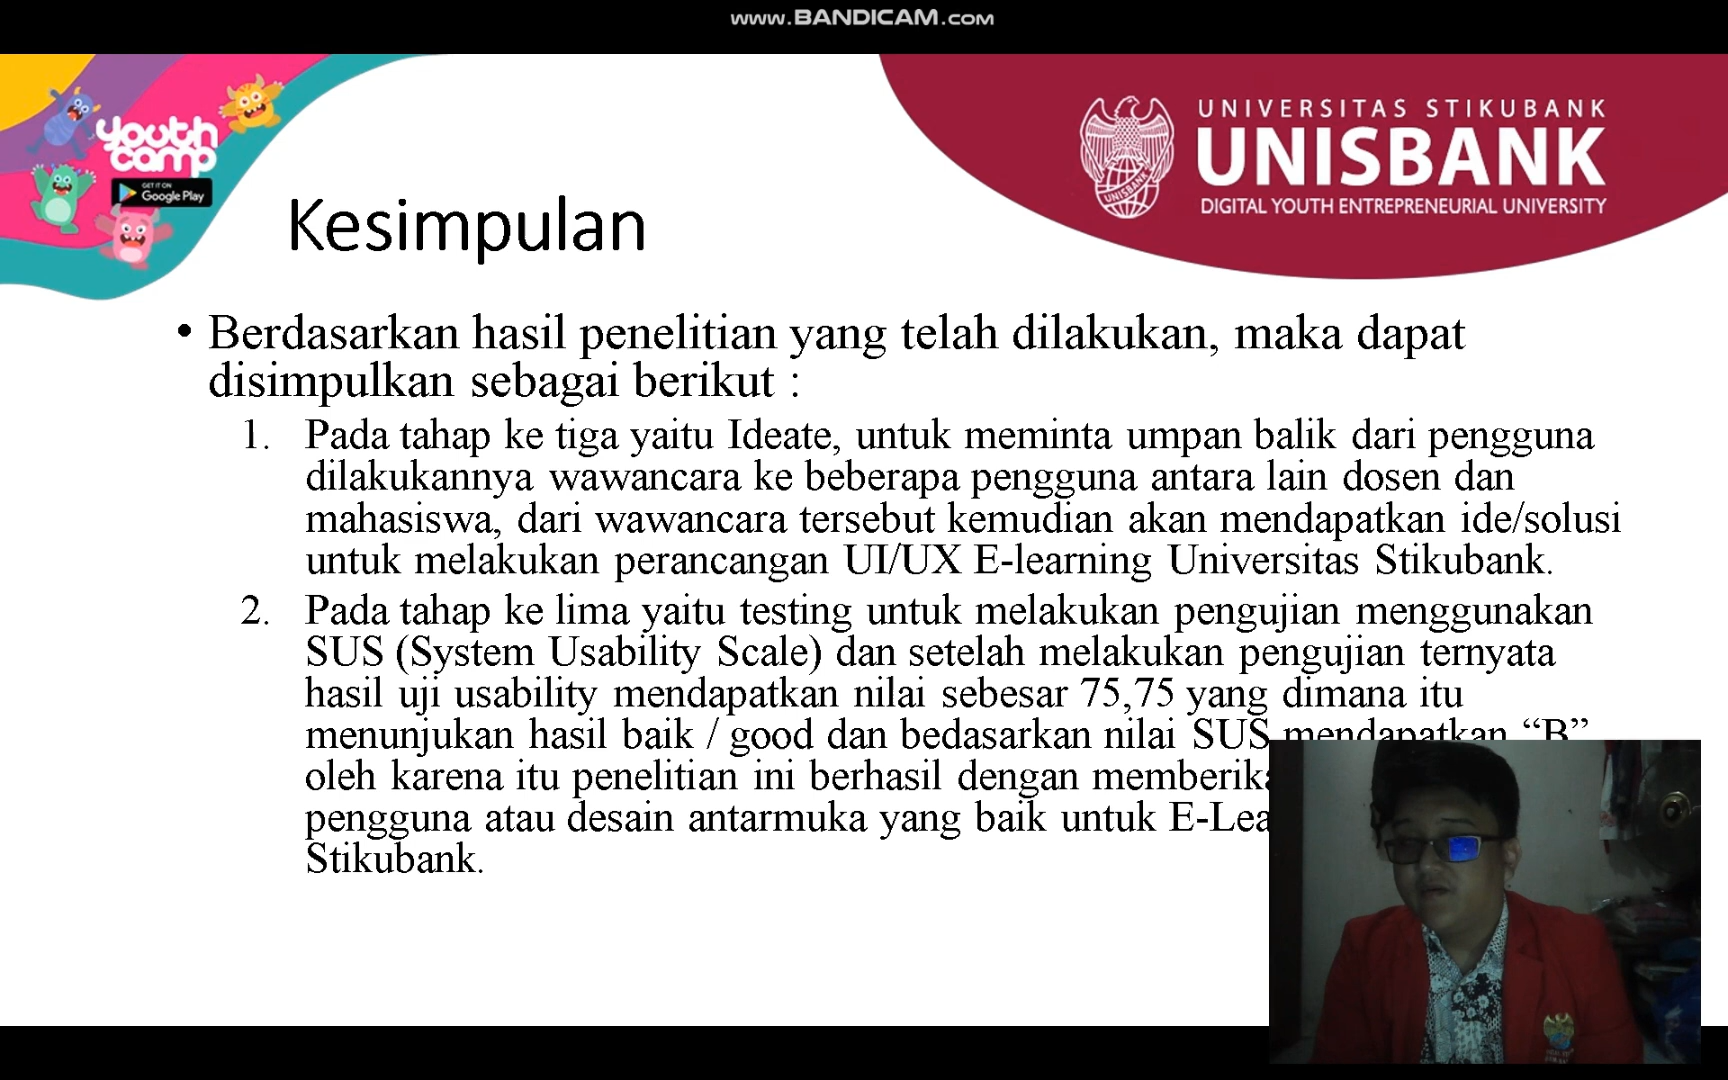 www.BANDICAM.com
youth
camp
GET IT ON
Google Play
UNIVERSITAS STIKUBANK
UNISBANK
DIGITAL YOUTH ENTREPRENEURIAL UNIVERSITY
UNISBANK
Kesimpulan
• Berdasarkan hasil penelitian yang telah dilakukan, maka dapat
disimpulkan sebagai berikut :
1. Pada tahap ke tiga yaitu Ideate, untuk meminta umpan balik dari pengguna
dilakukannya wawancara ke beberapa pengguna antara lain dosen dan
mahasiswa, dari wawancara tersebut kemudian akan mendapatkan ide/solusi
untuk melakukan perancangan UI/UX E-learning Universitas Stikubank.
2. Pada tahap ke lima yaitu testing untuk melakukan pengujian menggunakan
SUS (System Usability Scale) dan setelah melakukan pengujian ternyata
hasil uji usability mendapatkan nilai sebesar 75,75 yang dimana itu
menunjukan hasil baik / good dan bedasarkan nilai SUS mendapatkan “B”
oleh karena itu penelitian ini berhasil dengan
pengguna atau desain antarmuka yang baik untuk
Stikubank.